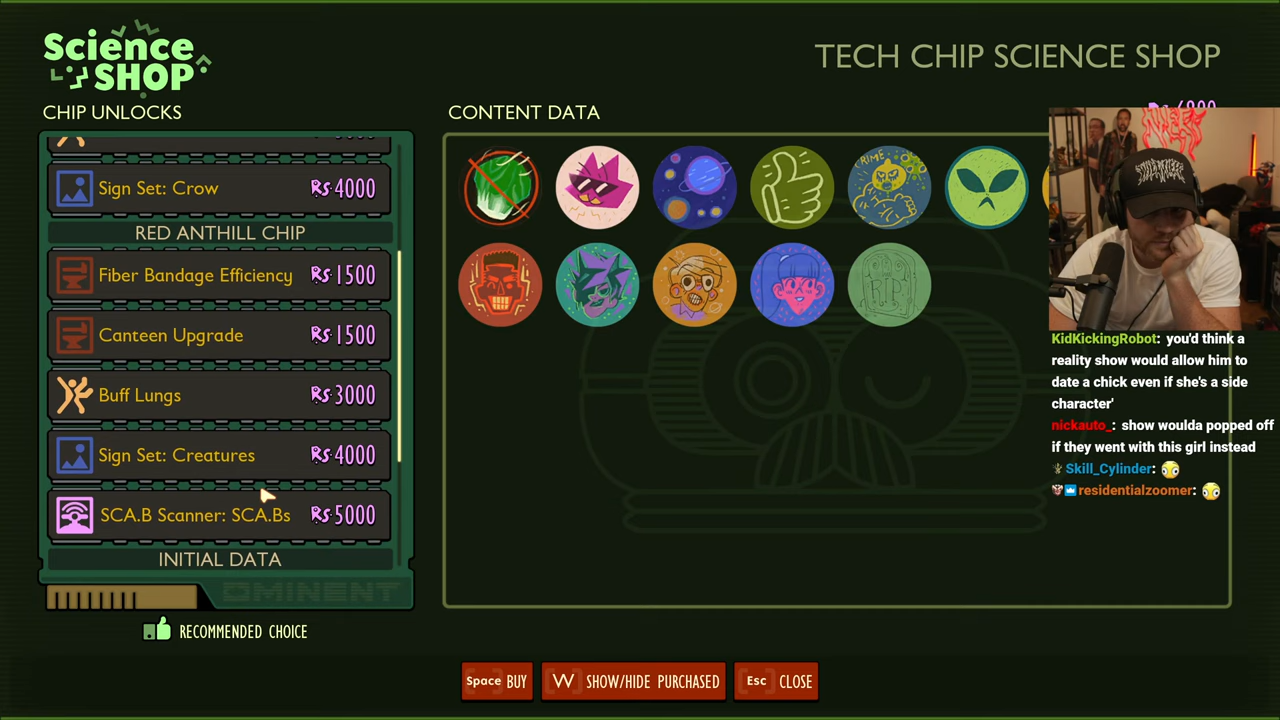 Science
SHOP
TECH CHIP SCIENCE SHOP
CHIP UNLOCKS
CONTENT DATA
Sign Set: Crow RS 4000
RED ANTHILL CHIP
Fiber Bandage Efficiency RS 1500
Canteen Upgrade RS 1500
Buff Lungs RS 3000
Sign Set: Creatures RS 4000
SCA.B Scanner: SCA.Bs RS 5000
INITIAL DATA
OMINENT
RECOMMENDED CHOICE
Space BUY
W SHOW/HIDE PURCHASED
Esc CLOSE
RIP
KidKickingRobot: you'd think a
reality show would allow him to
date a chick even if she's a side
character'
nickauto_: show woulda popped off
if they went with this girl instead
Skill_Cylinder:
residentialzoomer: